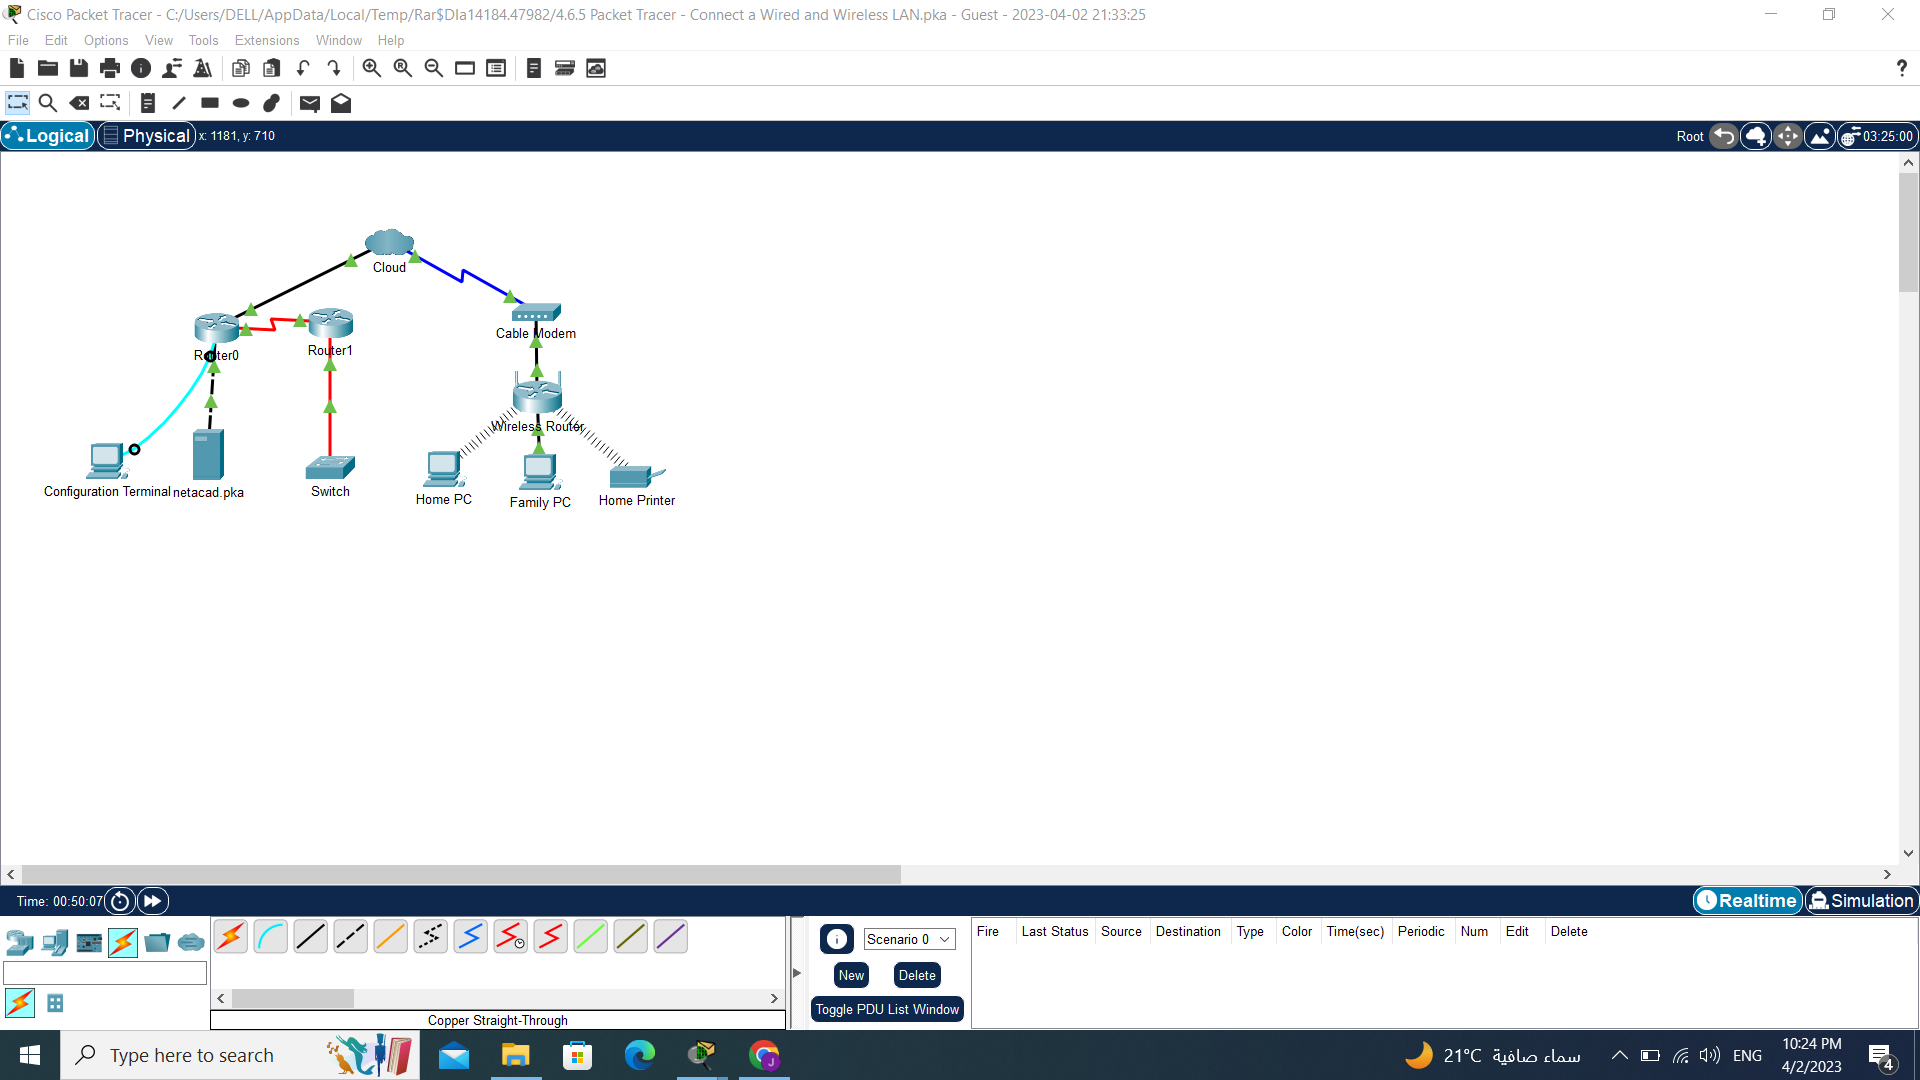 Cisco Packet Tracer - C:/Users/DELL/AppData/Local/Temp/Rar$DIa14184.47982/4.6.5 Packet Tracer - Connect a Wired and Wireless LAN.pka - Guest - 2023-04-02 21:33:25
File Edit Options View Tools Extensions Window Help
?
Logical Physical x: 1181, y: 710 Root 03:25:00
Cloud
Cable Modem
Router0
Router1
Wireless Router
Configuration Terminal
netacad.pka
Switch
Home PC
Family PC
Home Printer
Time: 00:50:07 Realtime Simulation
Scenario 0
New Delete
Toggle PDU List Window
Fire Last Status Source Destination Type Color Time(sec) Periodic Num Edit Delete
Copper Straight-Through
Type here to search
J
21°C سماء صافية
ENG
10:24 PM
4/2/2023
4